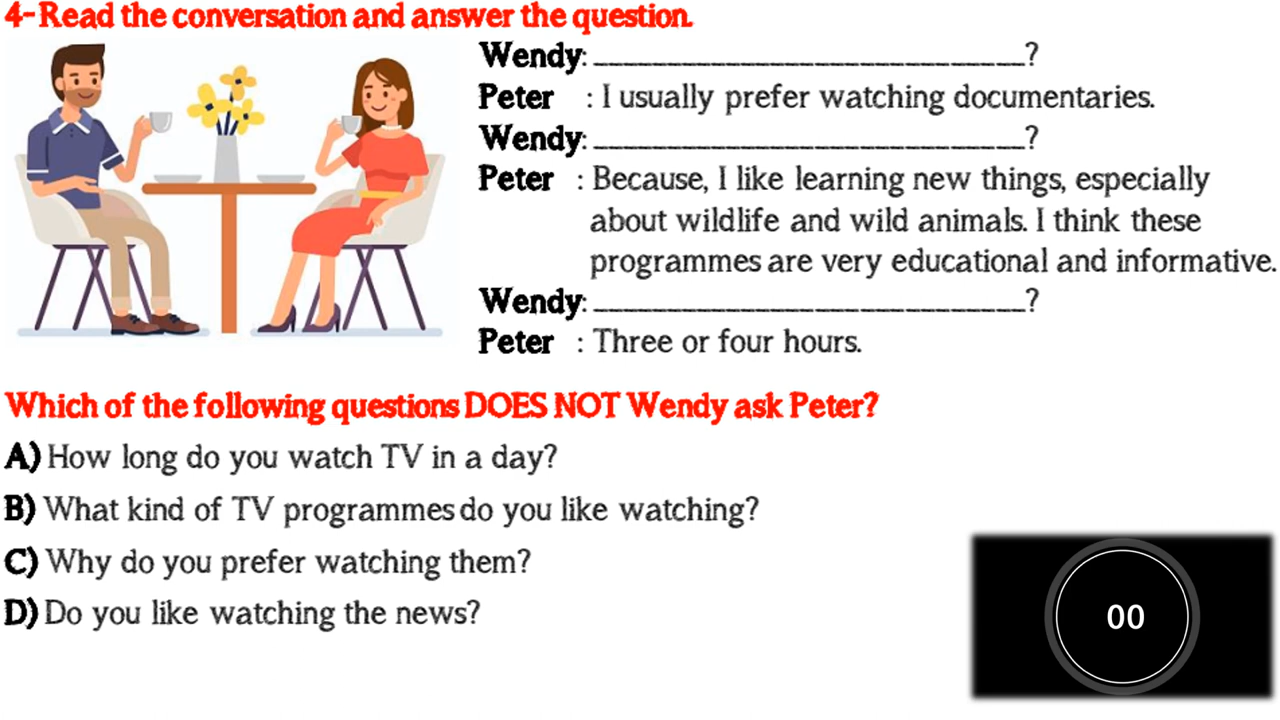 4-Read the conversation and answer the question.
Wendy: ______________________________?
Peter : I usually prefer watching documentaries.
Wendy: ______________________________?
Peter : Because, I like learning new things, especially
about wildlife and wild animals. I think these
programmes are very educational and informative.
Wendy: ______________________________?
Peter : Three or four hours.
Which of the following questions DOES NOT Wendy ask Peter?
A) How long do you watch TV in a day?
B) What kind of TV programmes do you like watching?
C) Why do you prefer watching them?
D) Do you like watching the news?
00